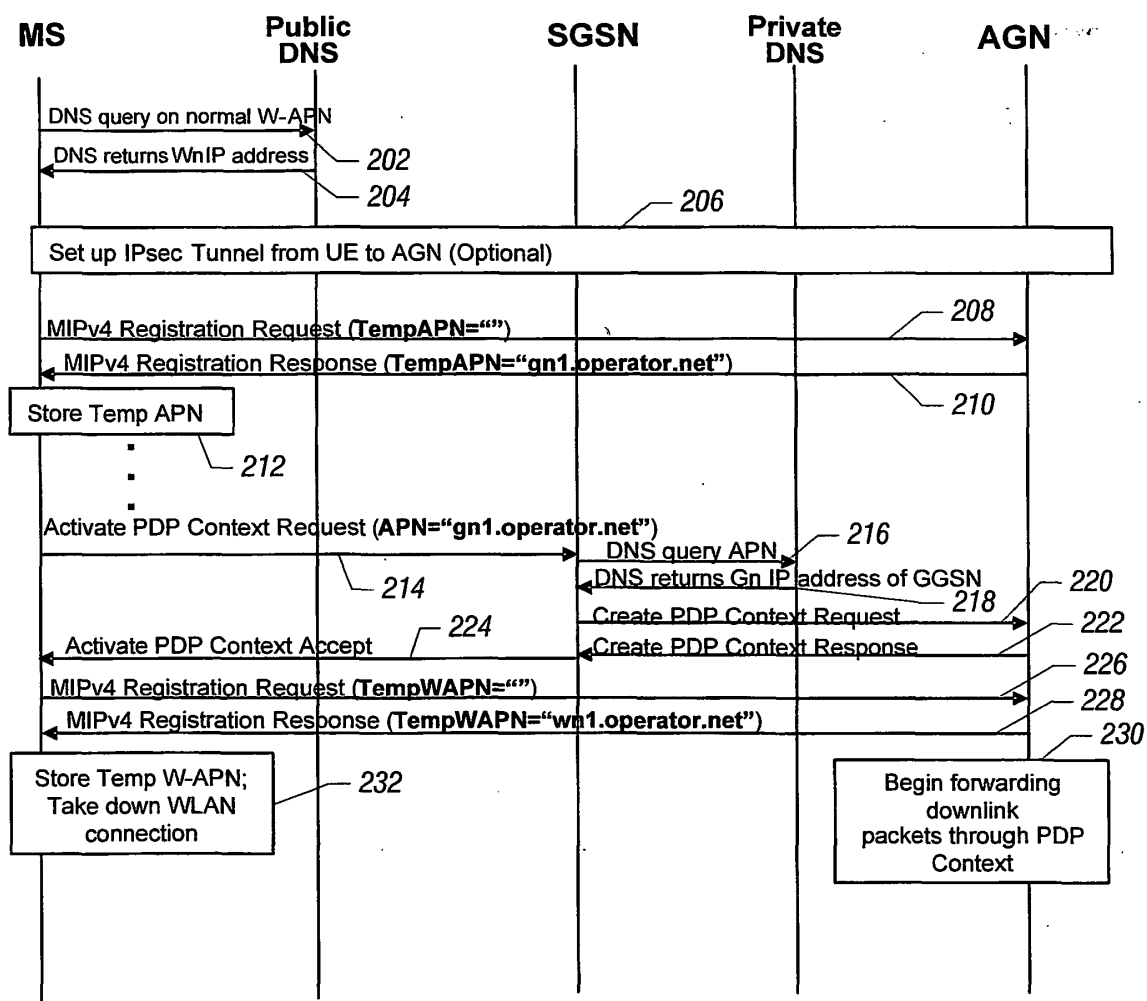 MS
Public
DNS
SGSN
Private
DNS
AGN
DNS query on normal W-APN
202
DNS returns WnIP address
204
206
Set up IPsec Tunnel from UE to AGN (Optional)
208
MIPv4 Registration Request (TempAPN="")
MIPv4 Registration Response (TempAPN="gn1.operator.net")
210
Store Temp APN
212
Activate PDP Context Request (APN="gn1.operator.net")
214
DNS query APN
216
DNS returns Gn IP address of GGSN
218
Create PDP Context Request
220
Create PDP Context Response
222
Activate PDP Context Accept
224
MIPv4 Registration Request (TempWAPN="")
226
MIPv4 Registration Response (TempWAPN="wn1.operator.net")
228
230
Store Temp W-APN;
Take down WLAN
connection
232
Begin forwarding
downlink
packets through PDP
Context